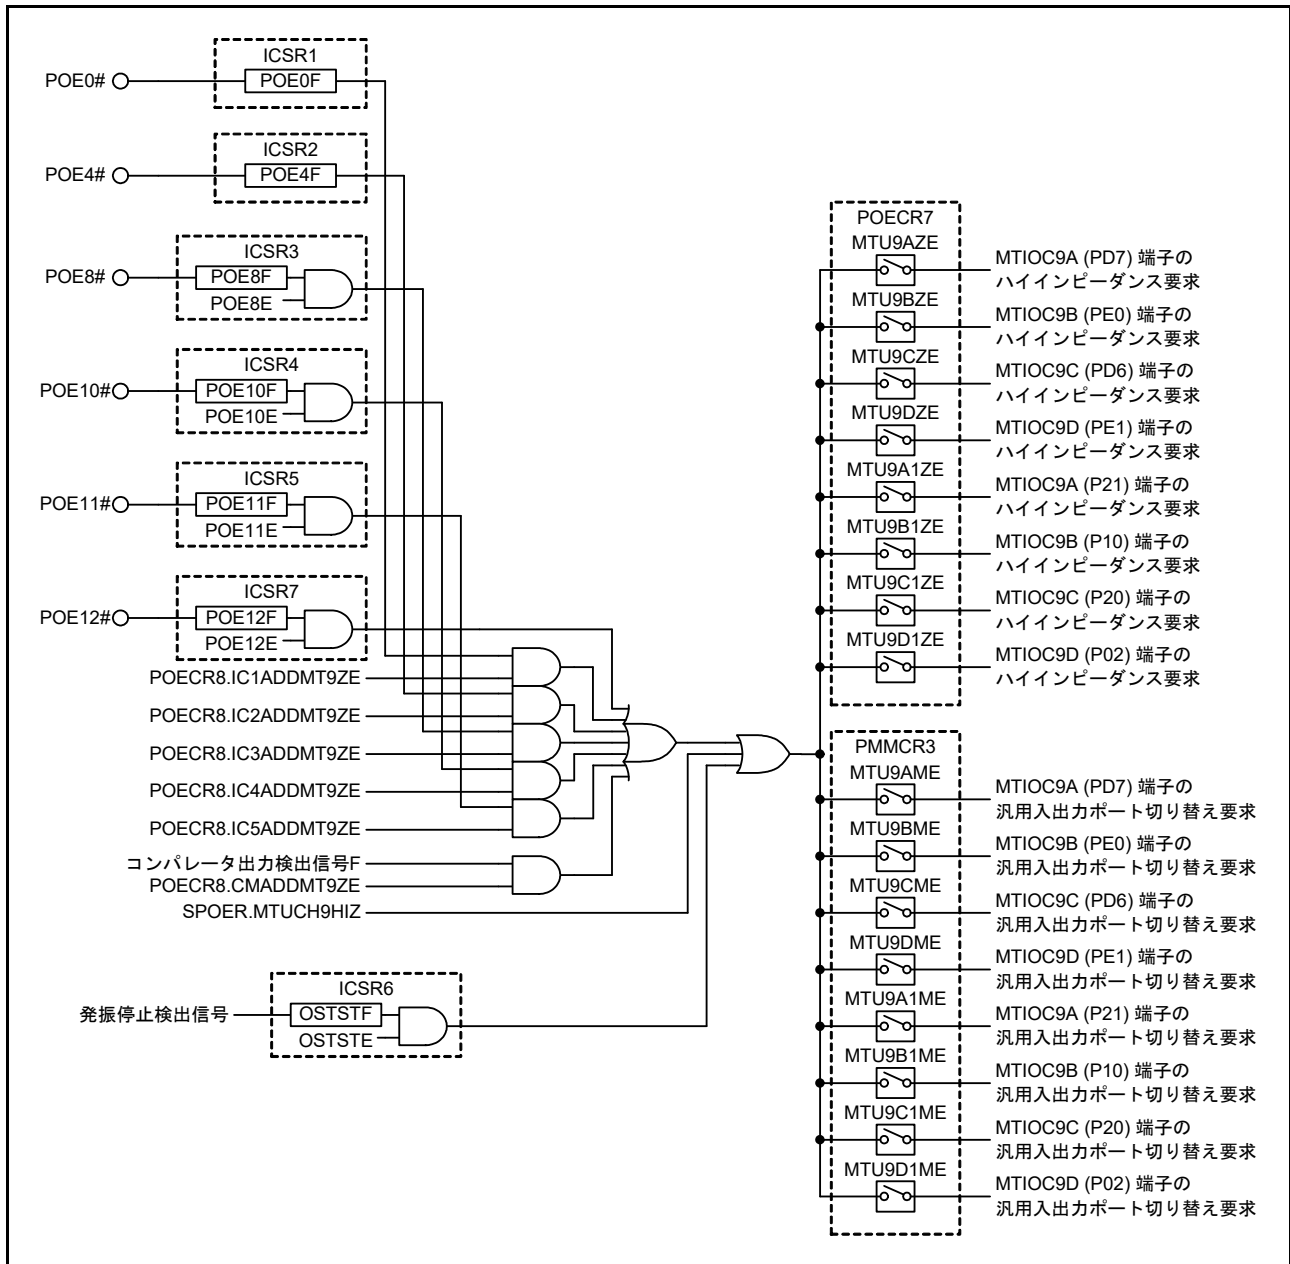 ICSR1
POE0#
POE0F
ICSR2
POE4#
POE4F
ICSR3
POE8#
POE8F
POE8E
ICSR4
POE10#
POE10F
POE10E
ICSR5
POE11#
POE11F
POE11E
ICSR7
POE12#
POE12F
POE12E
POECR8.IC1ADDMT9ZE
POECR8.IC2ADDMT9ZE
POECR8.IC3ADDMT9ZE
POECR8.IC4ADDMT9ZE
POECR8.IC5ADDMT9ZE
コンパレータ出力検出信号F
POECR8.CMADDMT9ZE
SPOER.MTUCH9HIZ
ICSR6
発振停止検出信号
OSTSTF
OSTSTE
POECR7
MTU9AZE
MTIOC9A (PD7) 端子の
ハイインピーダンス要求
MTU9BZE
MTIOC9B (PE0) 端子の
ハイインピーダンス要求
MTU9CZE
MTIOC9C (PD6) 端子の
ハイインピーダンス要求
MTU9DZE
MTIOC9D (PE1) 端子の
ハイインピーダンス要求
MTU9A1ZE
MTIOC9A (P21) 端子の
ハイインピーダンス要求
MTU9B1ZE
MTIOC9B (P10) 端子の
ハイインピーダンス要求
MTU9C1ZE
MTIOC9C (P20) 端子の
ハイインピーダンス要求
MTU9D1ZE
MTIOC9D (P02) 端子の
ハイインピーダンス要求
PMMCR3
MTU9AME
MTIOC9A (PD7) 端子の
汎用入出力ポート切り替え要求
MTU9BME
MTIOC9B (PE0) 端子の
汎用入出力ポート切り替え要求
MTU9CME
MTIOC9C (PD6) 端子の
汎用入出力ポート切り替え要求
MTU9DME
MTIOC9D (PE1) 端子の
汎用入出力ポート切り替え要求
MTU9A1ME
MTIOC9A (P21) 端子の
汎用入出力ポート切り替え要求
MTU9B1ME
MTIOC9B (P10) 端子の
汎用入出力ポート切り替え要求
MTU9C1ME
MTIOC9C (P20) 端子の
汎用入出力ポート切り替え要求
MTU9D1ME
MTIOC9D (P02) 端子の
汎用入出力ポート切り替え要求